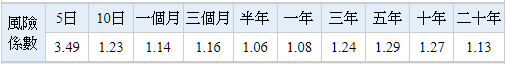 風險係數 5日 10日 一個月 三個月 半年 一年 三年 五年 十年 二十年
3.49 1.23 1.14 1.16 1.06 1.08 1.24 1.29 1.27 1.13